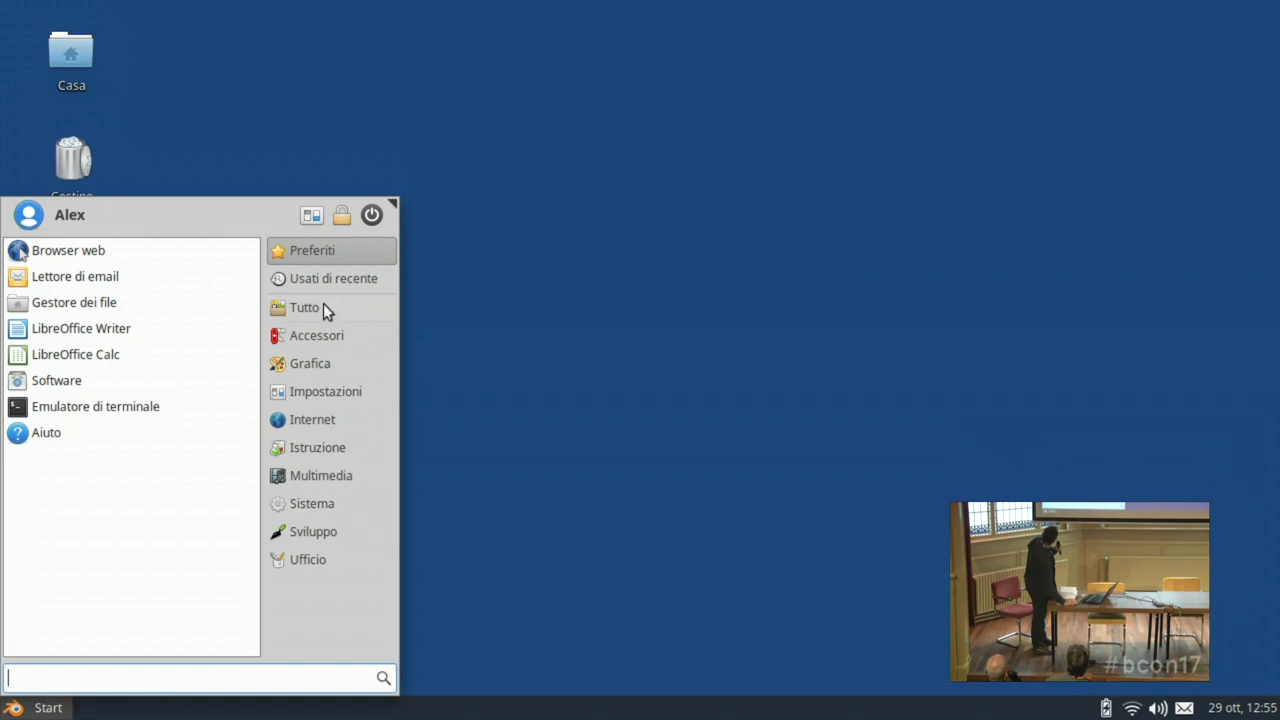 Casa
Cestino
Alex
Browser web
Lettore di email
Gestore dei file
LibreOffice Writer
LibreOffice Calc
Software
Emulatore di terminale
Aiuto
Preferiti
Usati di recente
Tutto
Accessori
Grafica
Impostazioni
Internet
Istruzione
Multimedia
Sistema
Sviluppo
Ufficio
#bcon17
Start
29 ott, 12:55